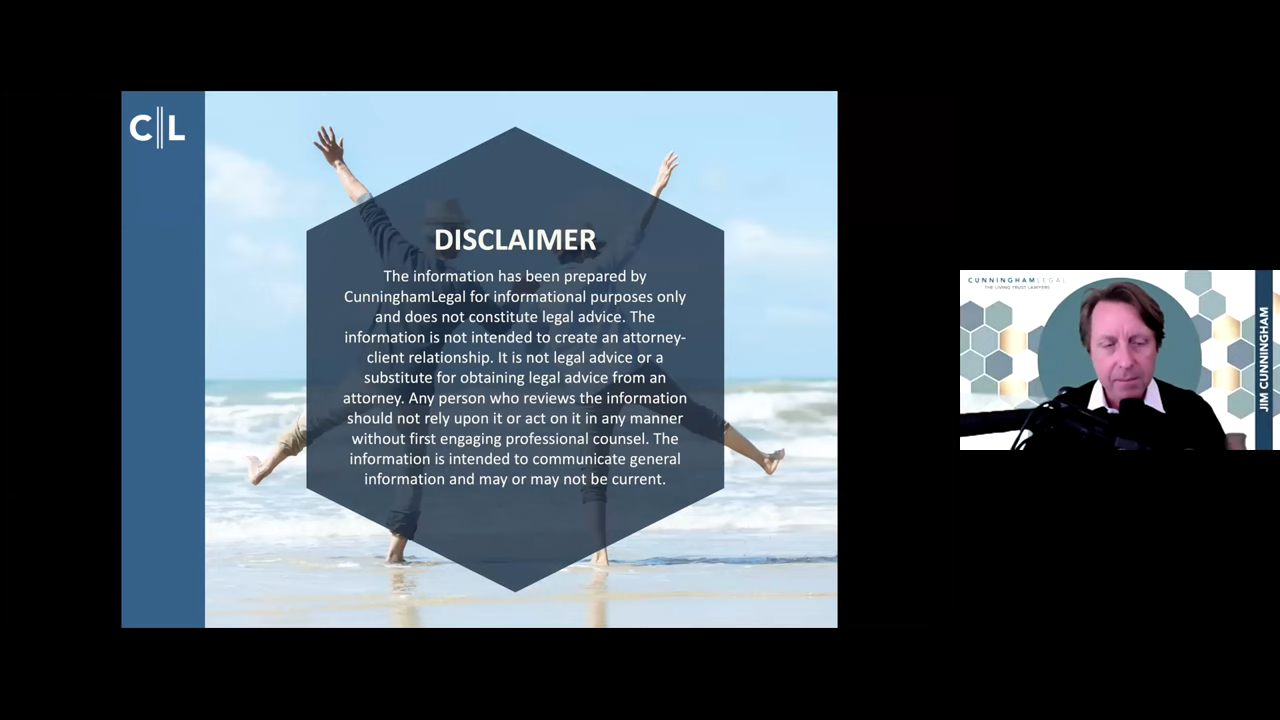 C||L
DISCLAIMER
The information has been prepared by
CunninghamLegal for informational purposes only
and does not constitute legal advice. The
information is not intended to create an attorney-
client relationship. It is not legal advice or a
substitute for obtaining legal advice from an
attorney. Any person who reviews the information
should not rely upon it or act on it in any manner
without first engaging professional counsel. The
information is intended to communicate general
information and may or may not be current.
CUNNINGHAMLEGAL
THE LIVING TRUST LAWYERS
JIM CUNNINGHAM